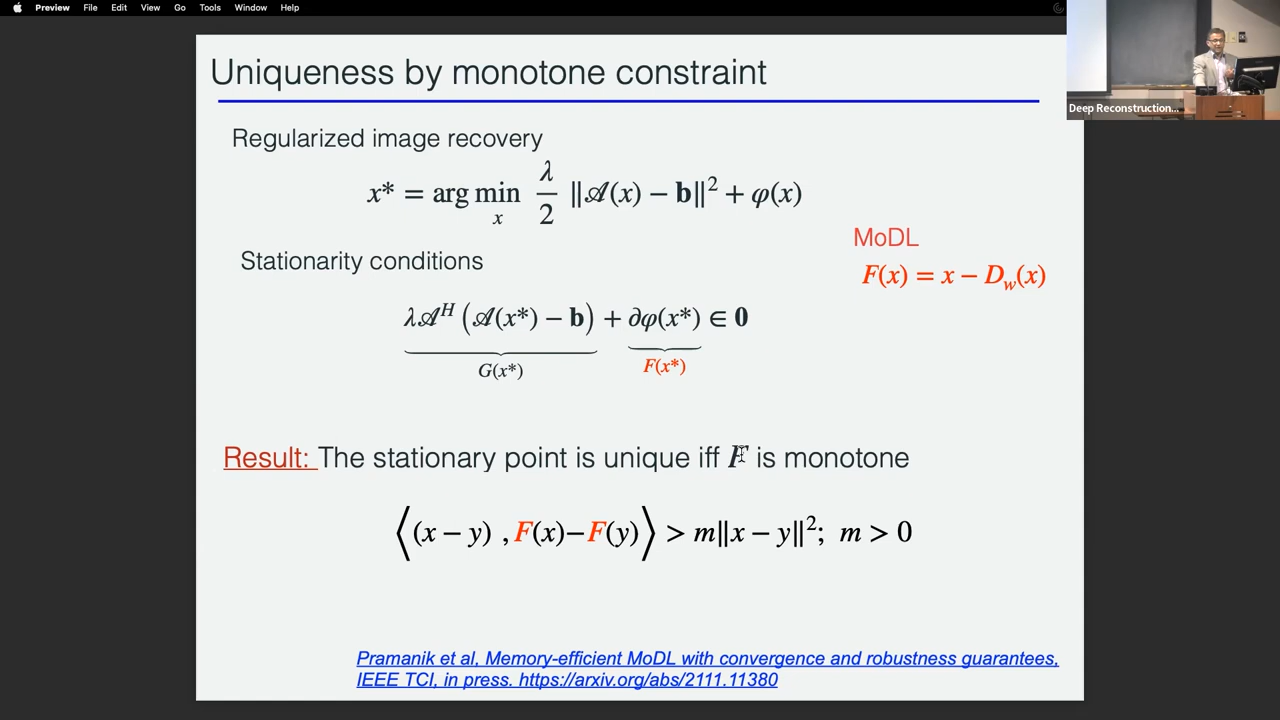 Preview File Edit View Go Tools Window Help
Deep Reconstruction...
Uniqueness by monotone constraint
Regularized image recovery
x* = arg min_x λ/2 ‖𝒜(x) − b‖² + φ(x)
MoDL
F(x) = x − D_w(x)
Stationarity conditions
λ𝒜^H (𝒜(x*) − b) + ∂φ(x*) ∈ 0
G(x*) F(x*)
Result: The stationary point is unique iff F is monotone
⟨(x − y) , F(x)−F(y)⟩ > m‖x − y‖²; m > 0
Pramanik et al, Memory-efficient MoDL with convergence and robustness guarantees,
IEEE TCI, in press. https://arxiv.org/abs/2111.11380